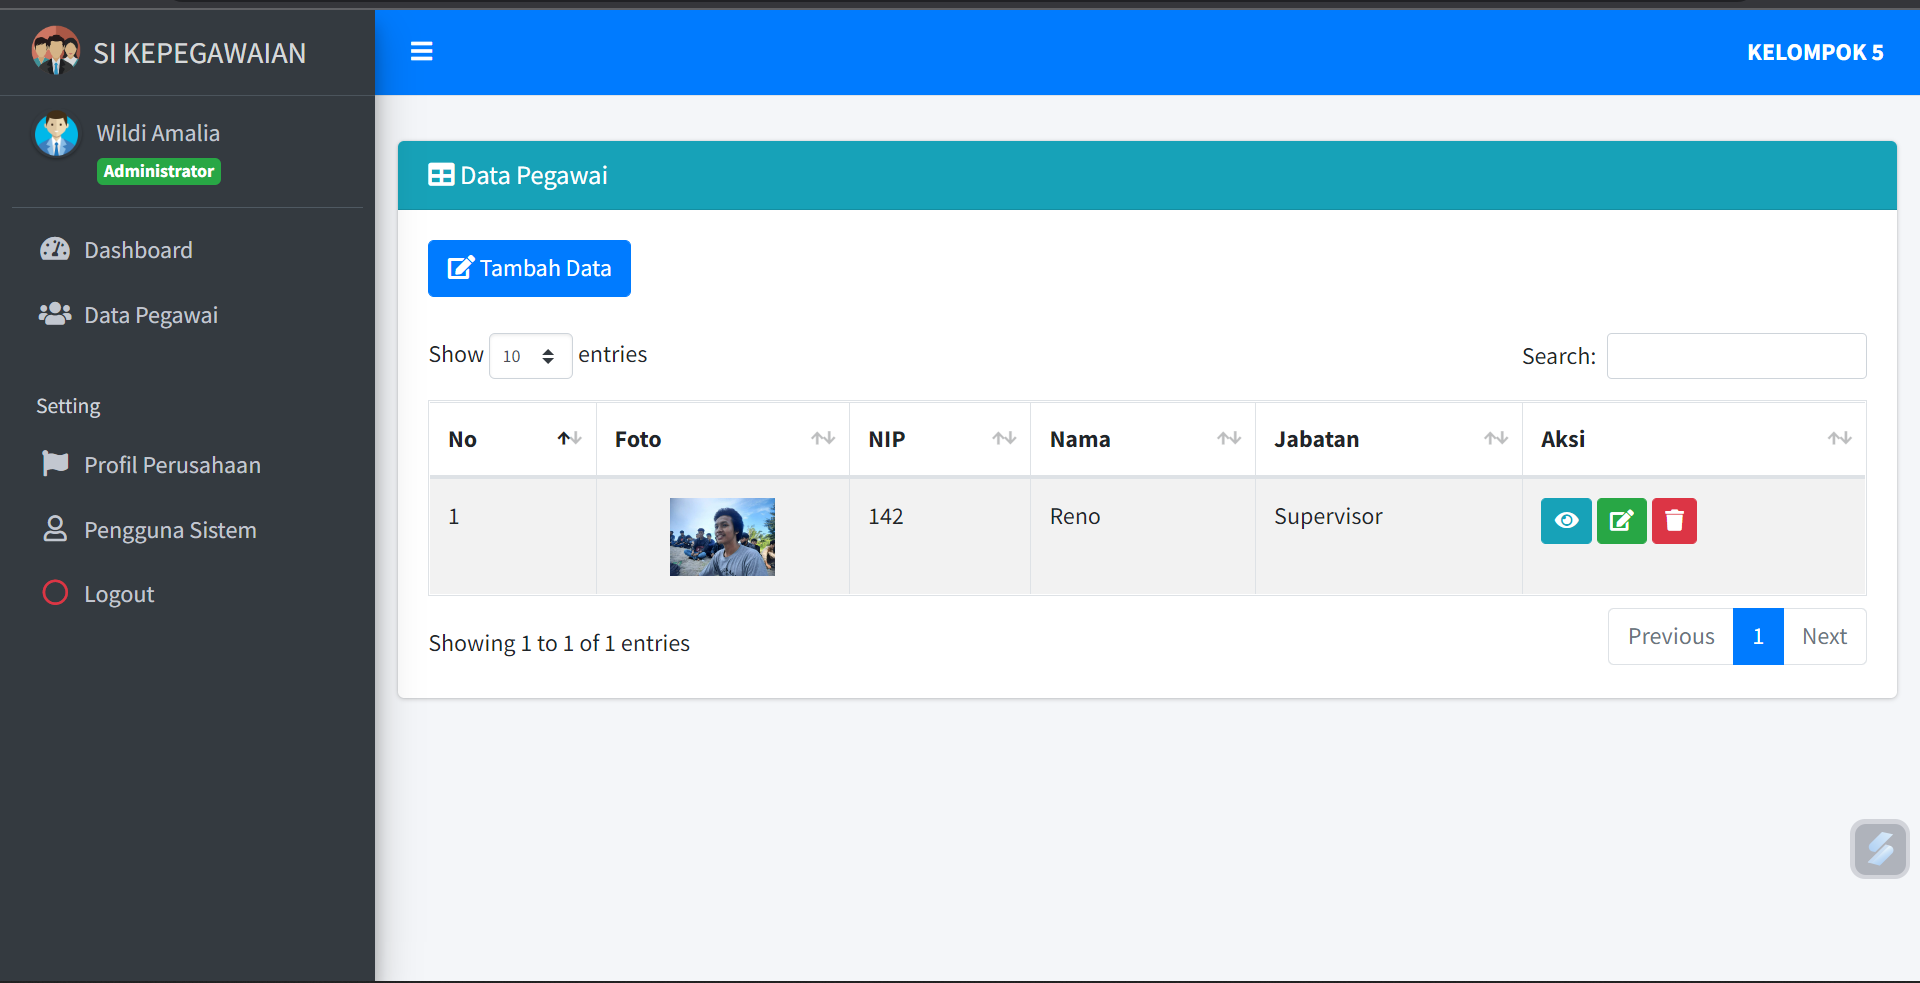 SI KEPEGAWAIAN
KELOMPOK 5
Wildi Amalia
Administrator
Dashboard
Data Pegawai
Setting
Profil Perusahaan
Pengguna Sistem
Logout
Data Pegawai
Tambah Data
Show 10 entries
Search:
No Foto NIP Nama Jabatan Aksi
1 142 Reno Supervisor
Showing 1 to 1 of 1 entries
Previous 1 Next